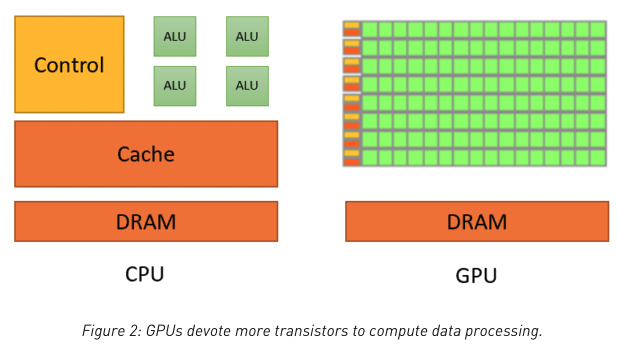 Control
ALU
ALU
ALU
ALU
Cache
DRAM
CPU
DRAM
GPU
Figure 2: GPUs devote more transistors to compute data processing.